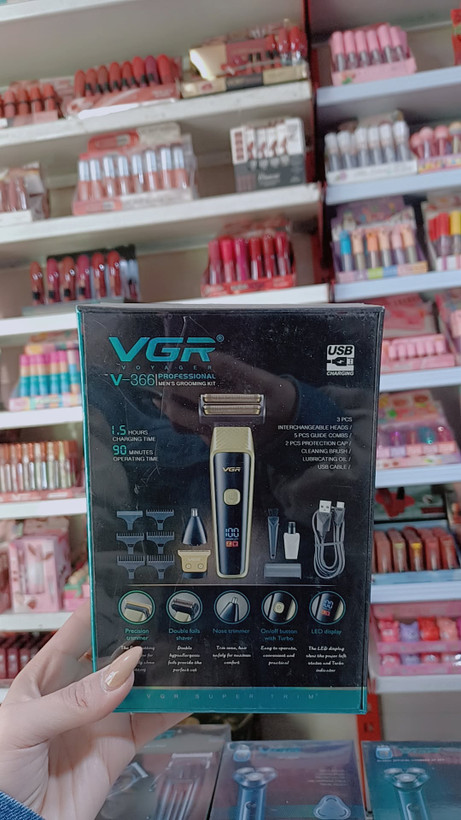 VGR®
VOYAGER
V-366 PROFESSIONAL
MEN'S GROOMING KIT
USB
CHARGING
1.5 HOURS
CHARGING TIME
90 MINUTES
OPERATING TIME
3 PCS
INTERCHANGEABLE HEADS /
5 PCS GUIDE COMBS /
2 PCS PROTECTION CAP /
CLEANING BRUSH /
LUBRICATING OIL /
USB CABLE /
VGR
100
90
Precision
trimmer
Double foils
shaver
Double
hypoallergenic
foils provide the
perfect cut
Nose trimmer
Trim nose, hair
safely for maximum
comfort
On/off button
with Turbo
Easy to operate,
convenient and
practical
LED display
The LED display
show the power left
status and Turbo
indicator
VGR SUPERTRIM